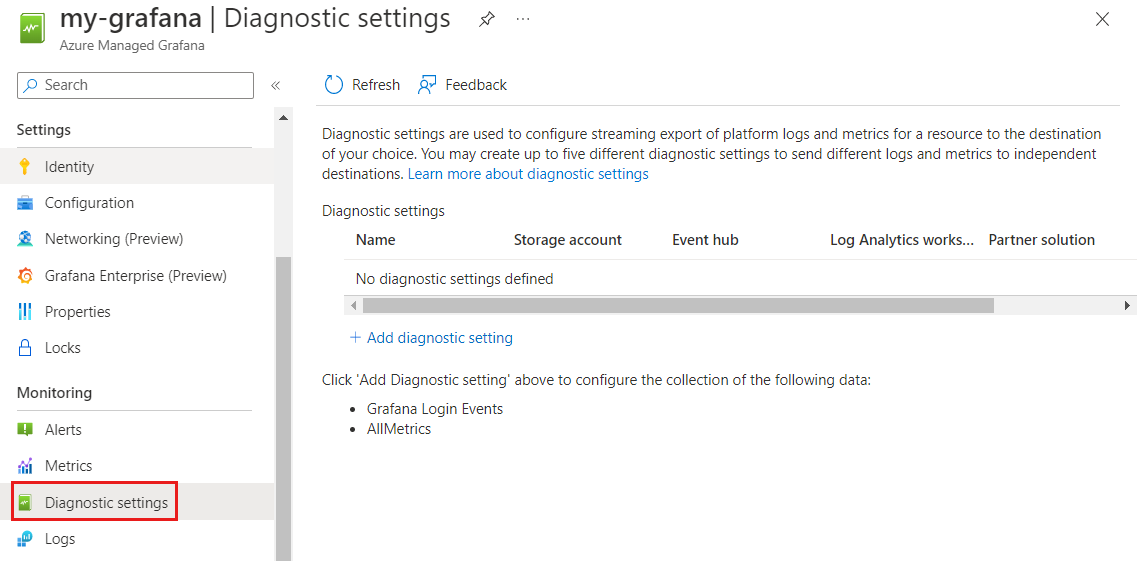 my-grafana | Diagnostic settings
Azure Managed Grafana
Search
Settings
Identity
Configuration
Networking (Preview)
Grafana Enterprise (Preview)
Properties
Locks
Monitoring
Alerts
Metrics
Diagnostic settings
Logs
Refresh Feedback
Diagnostic settings are used to configure streaming export of platform logs and metrics for a resource to the destination
of your choice. You may create up to five different diagnostic settings to send different logs and metrics to independent
destinations. Learn more about diagnostic settings
Diagnostic settings
Name Storage account Event hub Log Analytics works... Partner solution
No diagnostic settings defined
+ Add diagnostic setting
Click 'Add Diagnostic setting' above to configure the collection of the following data:
• Grafana Login Events
• AllMetrics